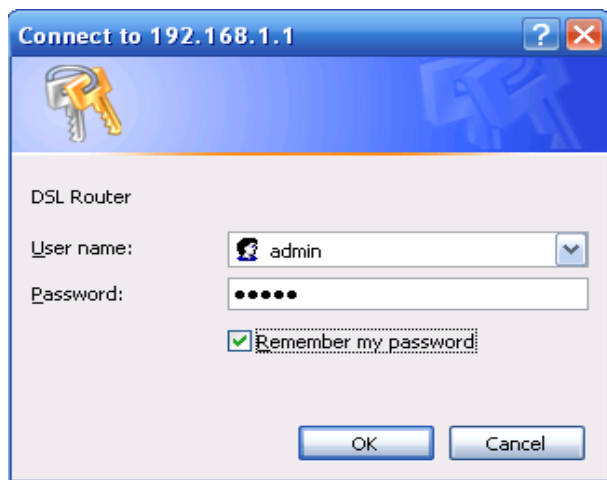 Connect to 192.168.1.1
DSL Router
User name: admin
Password: •••••
Remember my password
OK Cancel